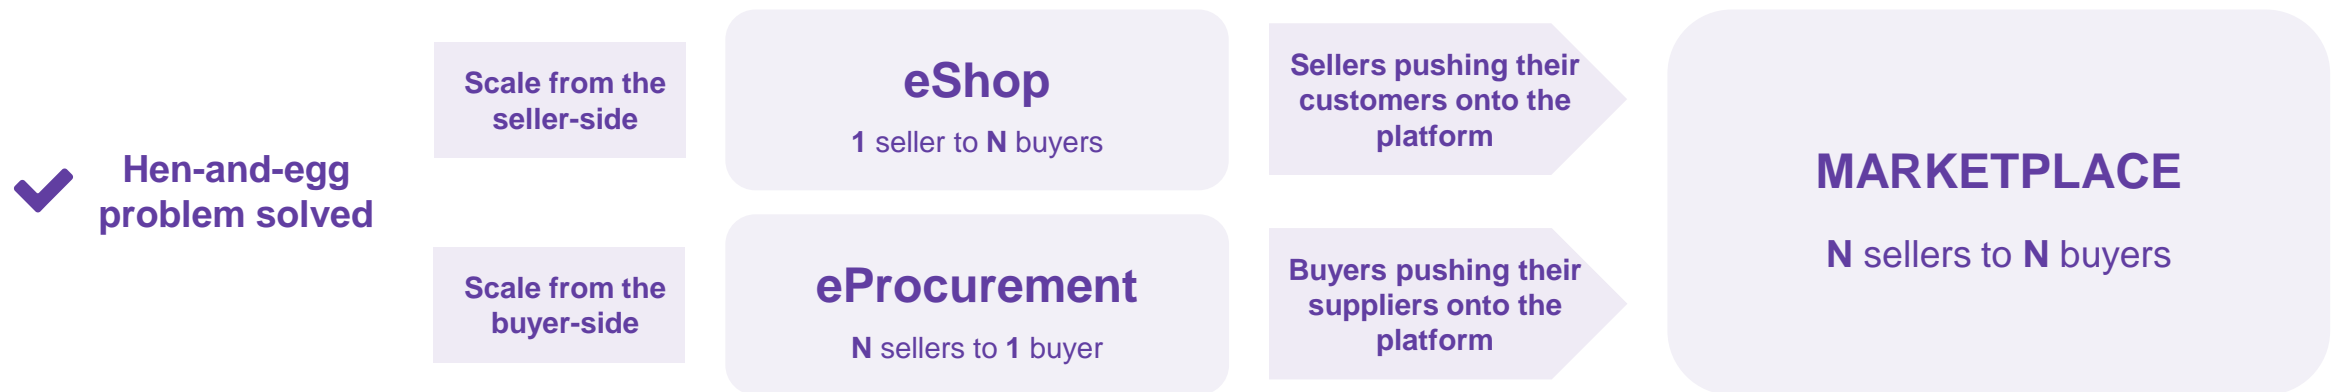 Hen-and-egg
problem solved
Scale from the
seller-side
eShop
1 seller to N buyers
Sellers pushing their
customers onto the
platform
Scale from the
buyer-side
eProcurement
N sellers to 1 buyer
Buyers pushing their
suppliers onto the
platform
MARKETPLACE
N sellers to N buyers